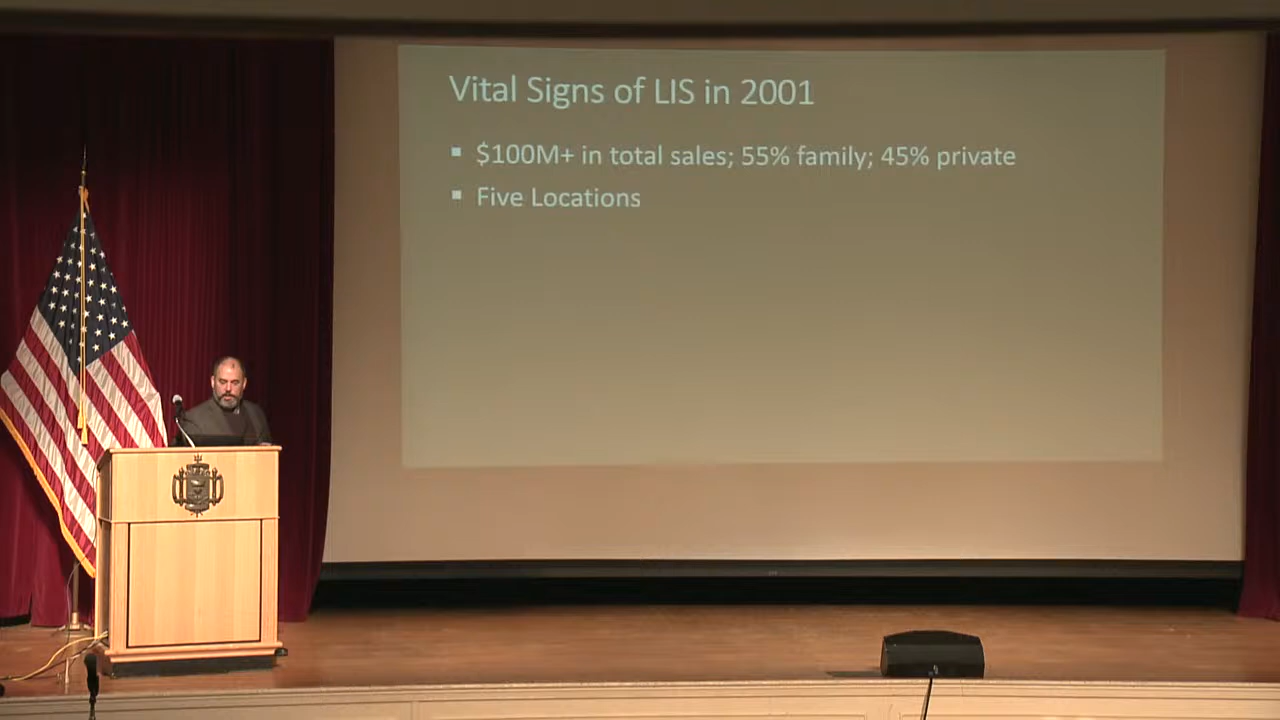 Vital Signs of LIS in 2001
▪ $100M+ in total sales; 55% family; 45% private
▪ Five Locations